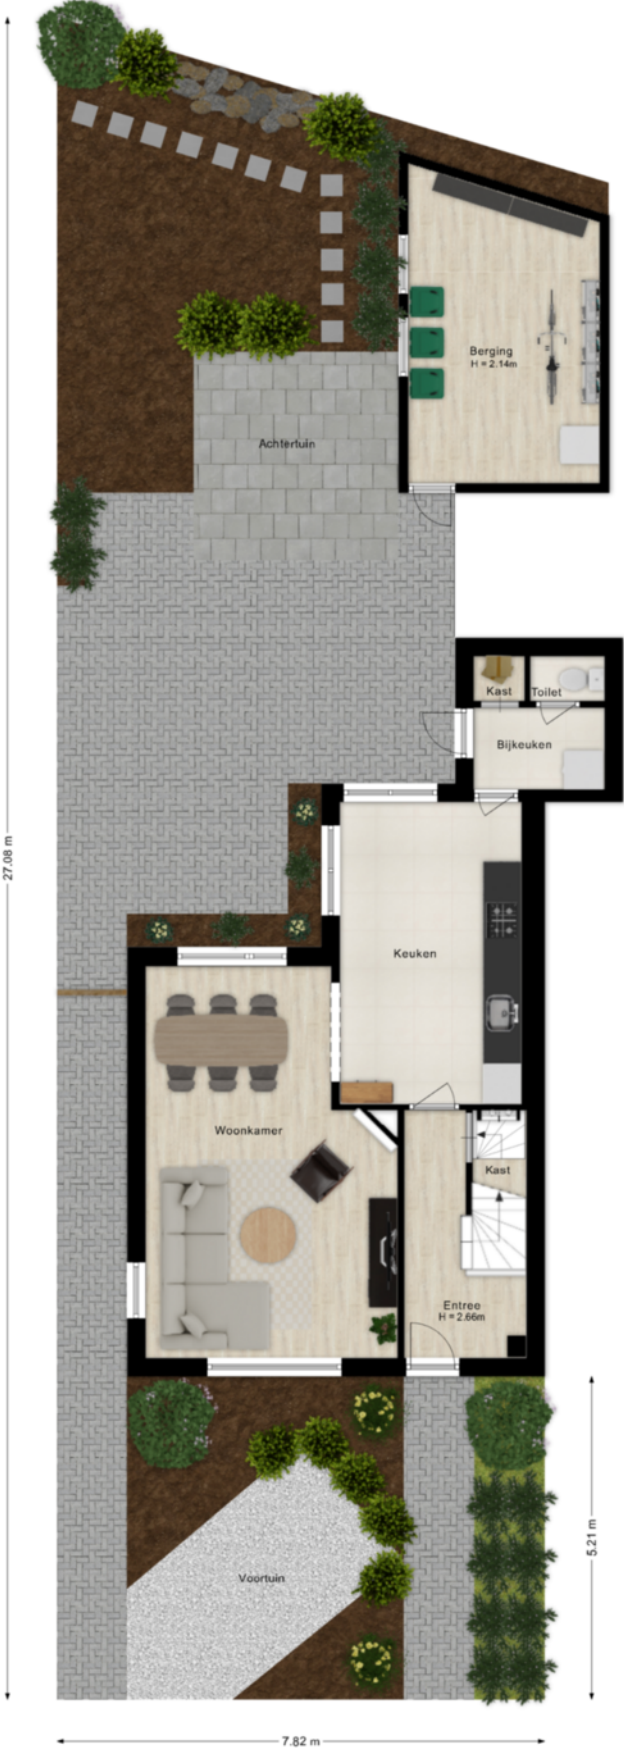 Berging
H = 2.14m
Achtertuin
Kast
Toilet
Bijkeuken
27.08 m
Keuken
Woonkamer
Kast
Entree
H = 2.66m
5.21 m
Voortuin
7.82 m